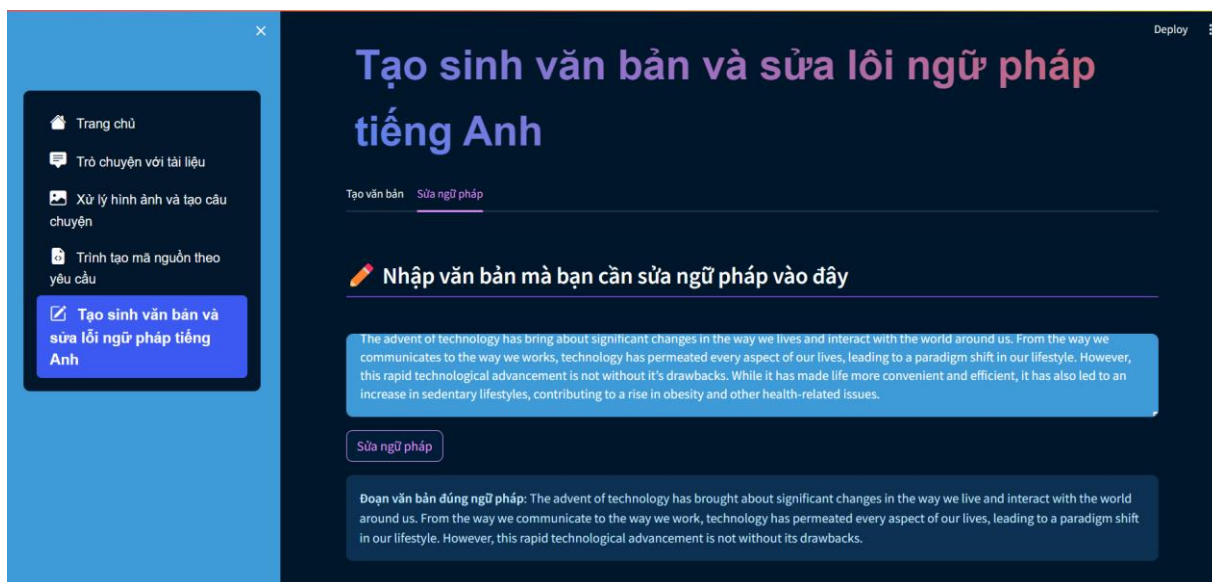 Deploy
Tạo sinh văn bản và sửa lỗi ngữ pháp
tiếng Anh
Trang chủ
Trò chuyện với tài liệu
Xử lý hình ảnh và tạo câu
chuyện
Trình tạo mã nguồn theo
yêu cầu
Tạo sinh văn bản và
sửa lỗi ngữ pháp tiếng
Anh
Tạo văn bản Sửa ngữ pháp
Nhập văn bản mà bạn cần sửa ngữ pháp vào đây
The advent of technology has bring about significant changes in the way we lives and interact with the world around us. From the way we
communicates to the way we works, technology has permeated every aspect of our lives, leading to a paradigm shift in our lifestyle. However,
this rapid technological advancement is not without it's drawbacks. While it has made life more convenient and efficient, it has also led to an
increase in sedentary lifestyles, contributing to a rise in obesity and other health-related issues.
Sửa ngữ pháp
Đoạn văn bản đúng ngữ pháp: The advent of technology has brought about significant changes in the way we live and interact with the world
around us. From the way we communicate to the way we work, technology has permeated every aspect of our lives, leading to a paradigm shift
in our lifestyle. However, this rapid technological advancement is not without its drawbacks.